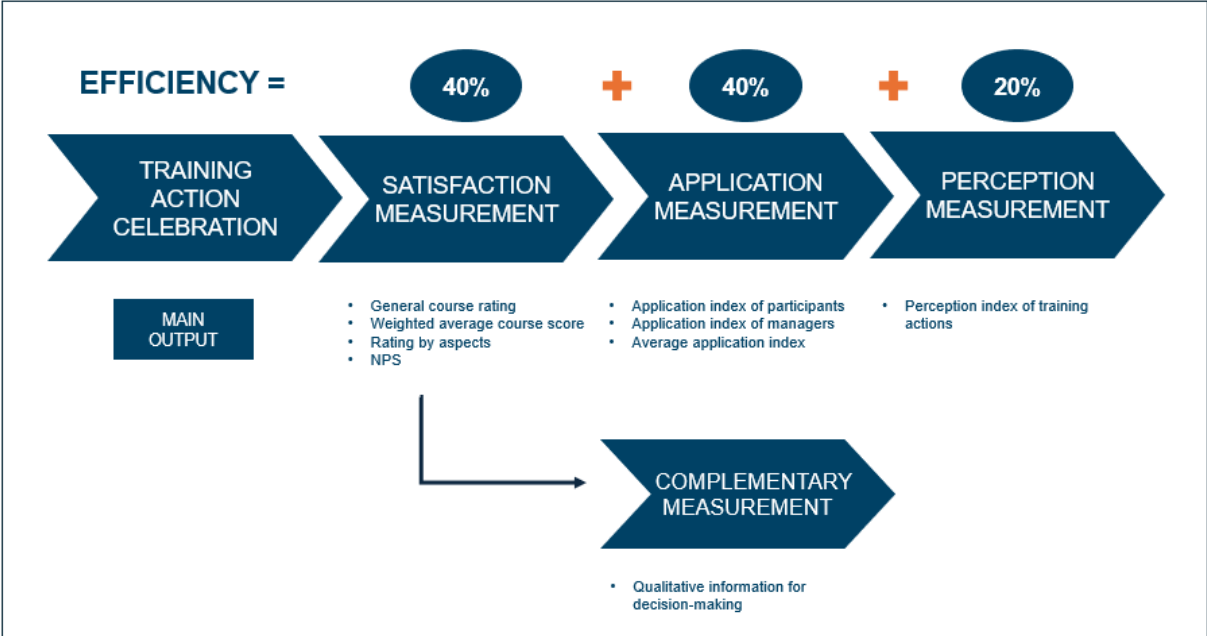 EFFICIENCY =
40%
40%
20%
TRAINING
ACTION
CELEBRATION
SATISFACTION
MEASUREMENT
APPLICATION
MEASUREMENT
PERCEPTION
MEASUREMENT
MAIN
OUTPUT
• General course rating
• Weighted average course score
• Rating by aspects
• NPS
• Application index of participants
• Application index of managers
• Average application index
• Perception index of training
actions
COMPLEMENTARY
MEASUREMENT
• Qualitative information for
decision-making